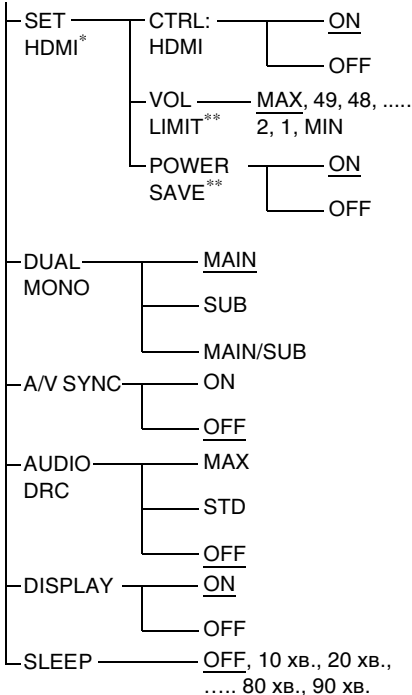 SET HDMI*
CTRL: HDMI
ON
OFF
VOL LIMIT**
MAX, 49, 48, .....
2, 1, MIN
POWER SAVE**
ON
OFF
DUAL MONO
MAIN
SUB
MAIN/SUB
A/V SYNC
ON
OFF
AUDIO DRC
MAX
STD
OFF
DISPLAY
ON
OFF
SLEEP
OFF, 10 хв., 20 хв.,
..... 80 хв., 90 хв.